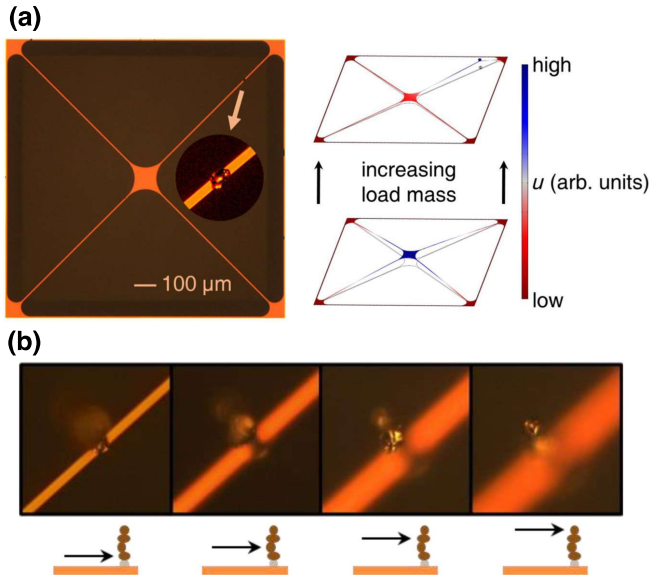 (a)
100 µm
increasing
load mass
high
u (arb. units)
low
(b)